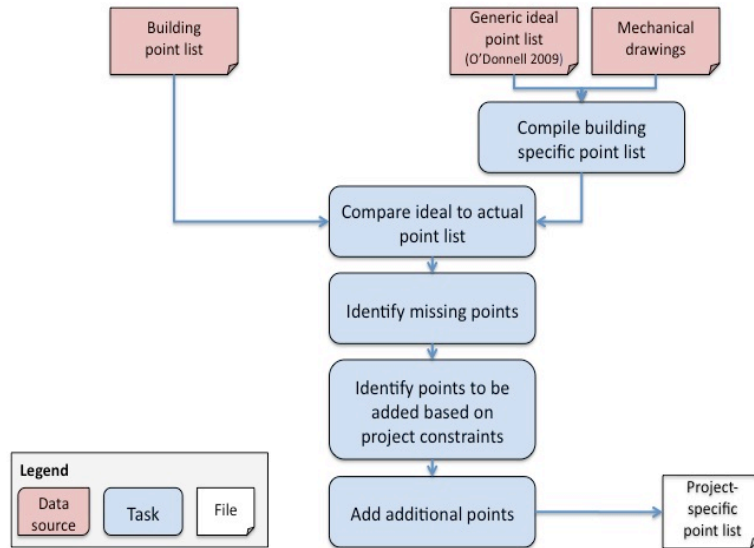 Building
point list
Generic ideal
point list
(O'Donnell 2009)
Mechanical
drawings
Compile building
specific point list
Compare ideal to actual
point list
Identify missing points
Identify points to be
added based on
project constraints
Add additional points
Project-
specific
point list
Legend
Data
source
Task
File